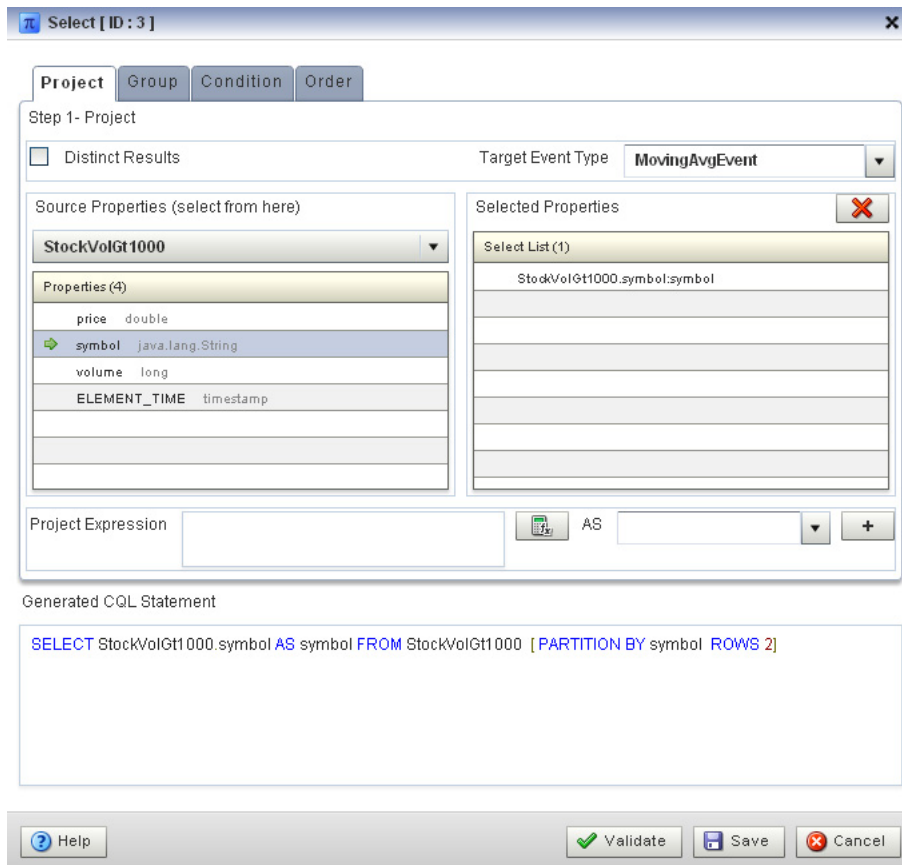 π Select [ ID : 3 ]
Project Group Condition Order
Step 1- Project
Distinct Results
Target Event Type MovingAvgEvent
Source Properties (select from here)
StockVolGt1000
Properties (4)
price double
symbol java.lang.String
volume long
ELEMENT_TIME timestamp
Selected Properties
Select List (1)
StockVolGt1000.symbol:symbol
Project Expression
fx
AS
+
Generated CQL Statement
SELECT StockVolGt1000.symbol AS symbol FROM StockVolGt1000 [ PARTITION BY symbol ROWS 2]
? Help
Validate
Save
Cancel